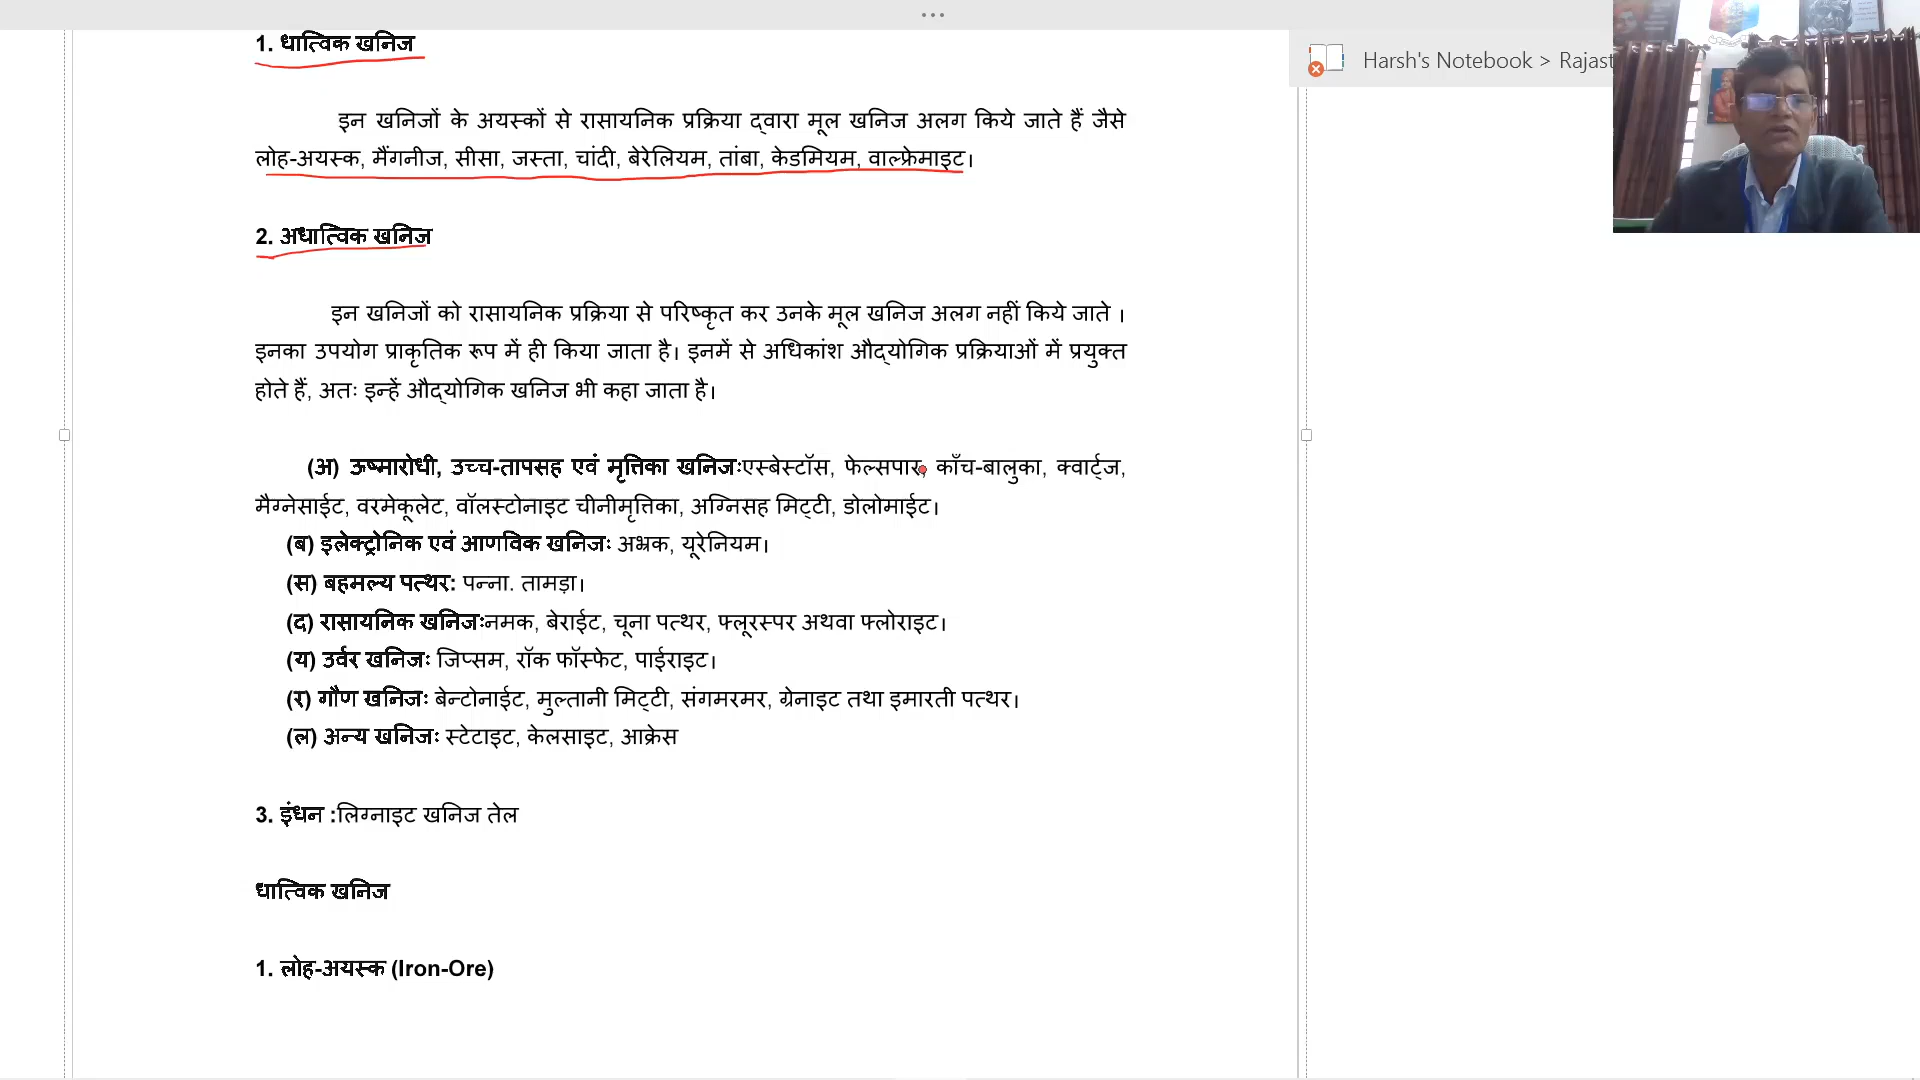 1. धात्विक खनिज
Harsh's Notebook > Rajast
इन खनिजों के अयस्कों से रासायनिक प्रक्रिया द्वारा मूल खनिज अलग किये जाते हैं जैसे
लोह-अयस्क, मैंगनीज, सीसा, जस्ता, चांदी, बेरेलियम, तांबा, केडमियम, वाल्फ्रेमाइट।
2. अधात्विक खनिज
इन खनिजों को रासायनिक प्रक्रिया से परिष्कृत कर उनके मूल खनिज अलग नहीं किये जाते ।
इनका उपयोग प्राकृतिक रूप में ही किया जाता है। इनमें से अधिकांश औद्योगिक प्रक्रियाओं में प्रयुक्त
होते हैं, अतः इन्हें औद्योगिक खनिज भी कहा जाता है।
(अ) ऊष्मारोधी, उच्च-तापसह एवं मृत्तिका खनिजःएस्बेस्टॉस, फेल्सपार, काँच-बालुका, क्वार्ट्ज,
मैग्नेसाईट, वरमेकूलेट, वॉलस्टोनाइट चीनीमृत्तिका, अग्निसह मिट्टी, डोलोमाईट।
(ब) इलेक्ट्रोनिक एवं आणविक खनिजः अभ्रक, यूरेनियम।
(स) बहमल्य पत्थर: पन्ना. तामड़ा।
(द) रासायनिक खनिजःनमक, बेराईट, चूना पत्थर, फ्लूरस्पर अथवा फ्लोराइट।
(य) उर्वर खनिजः जिप्सम, रॉक फॉस्फेट, पाईराइट।
(र) गौण खनिजः बेन्टोनाईट, मुल्तानी मिट्टी, संगमरमर, ग्रेनाइट तथा इमारती पत्थर।
(ल) अन्य खनिजः स्टेटाइट, केलसाइट, आक्रेस
3. इंधन :लिग्नाइट खनिज तेल
धात्विक खनिज
1. लोह-अयस्क (Iron-Ore)